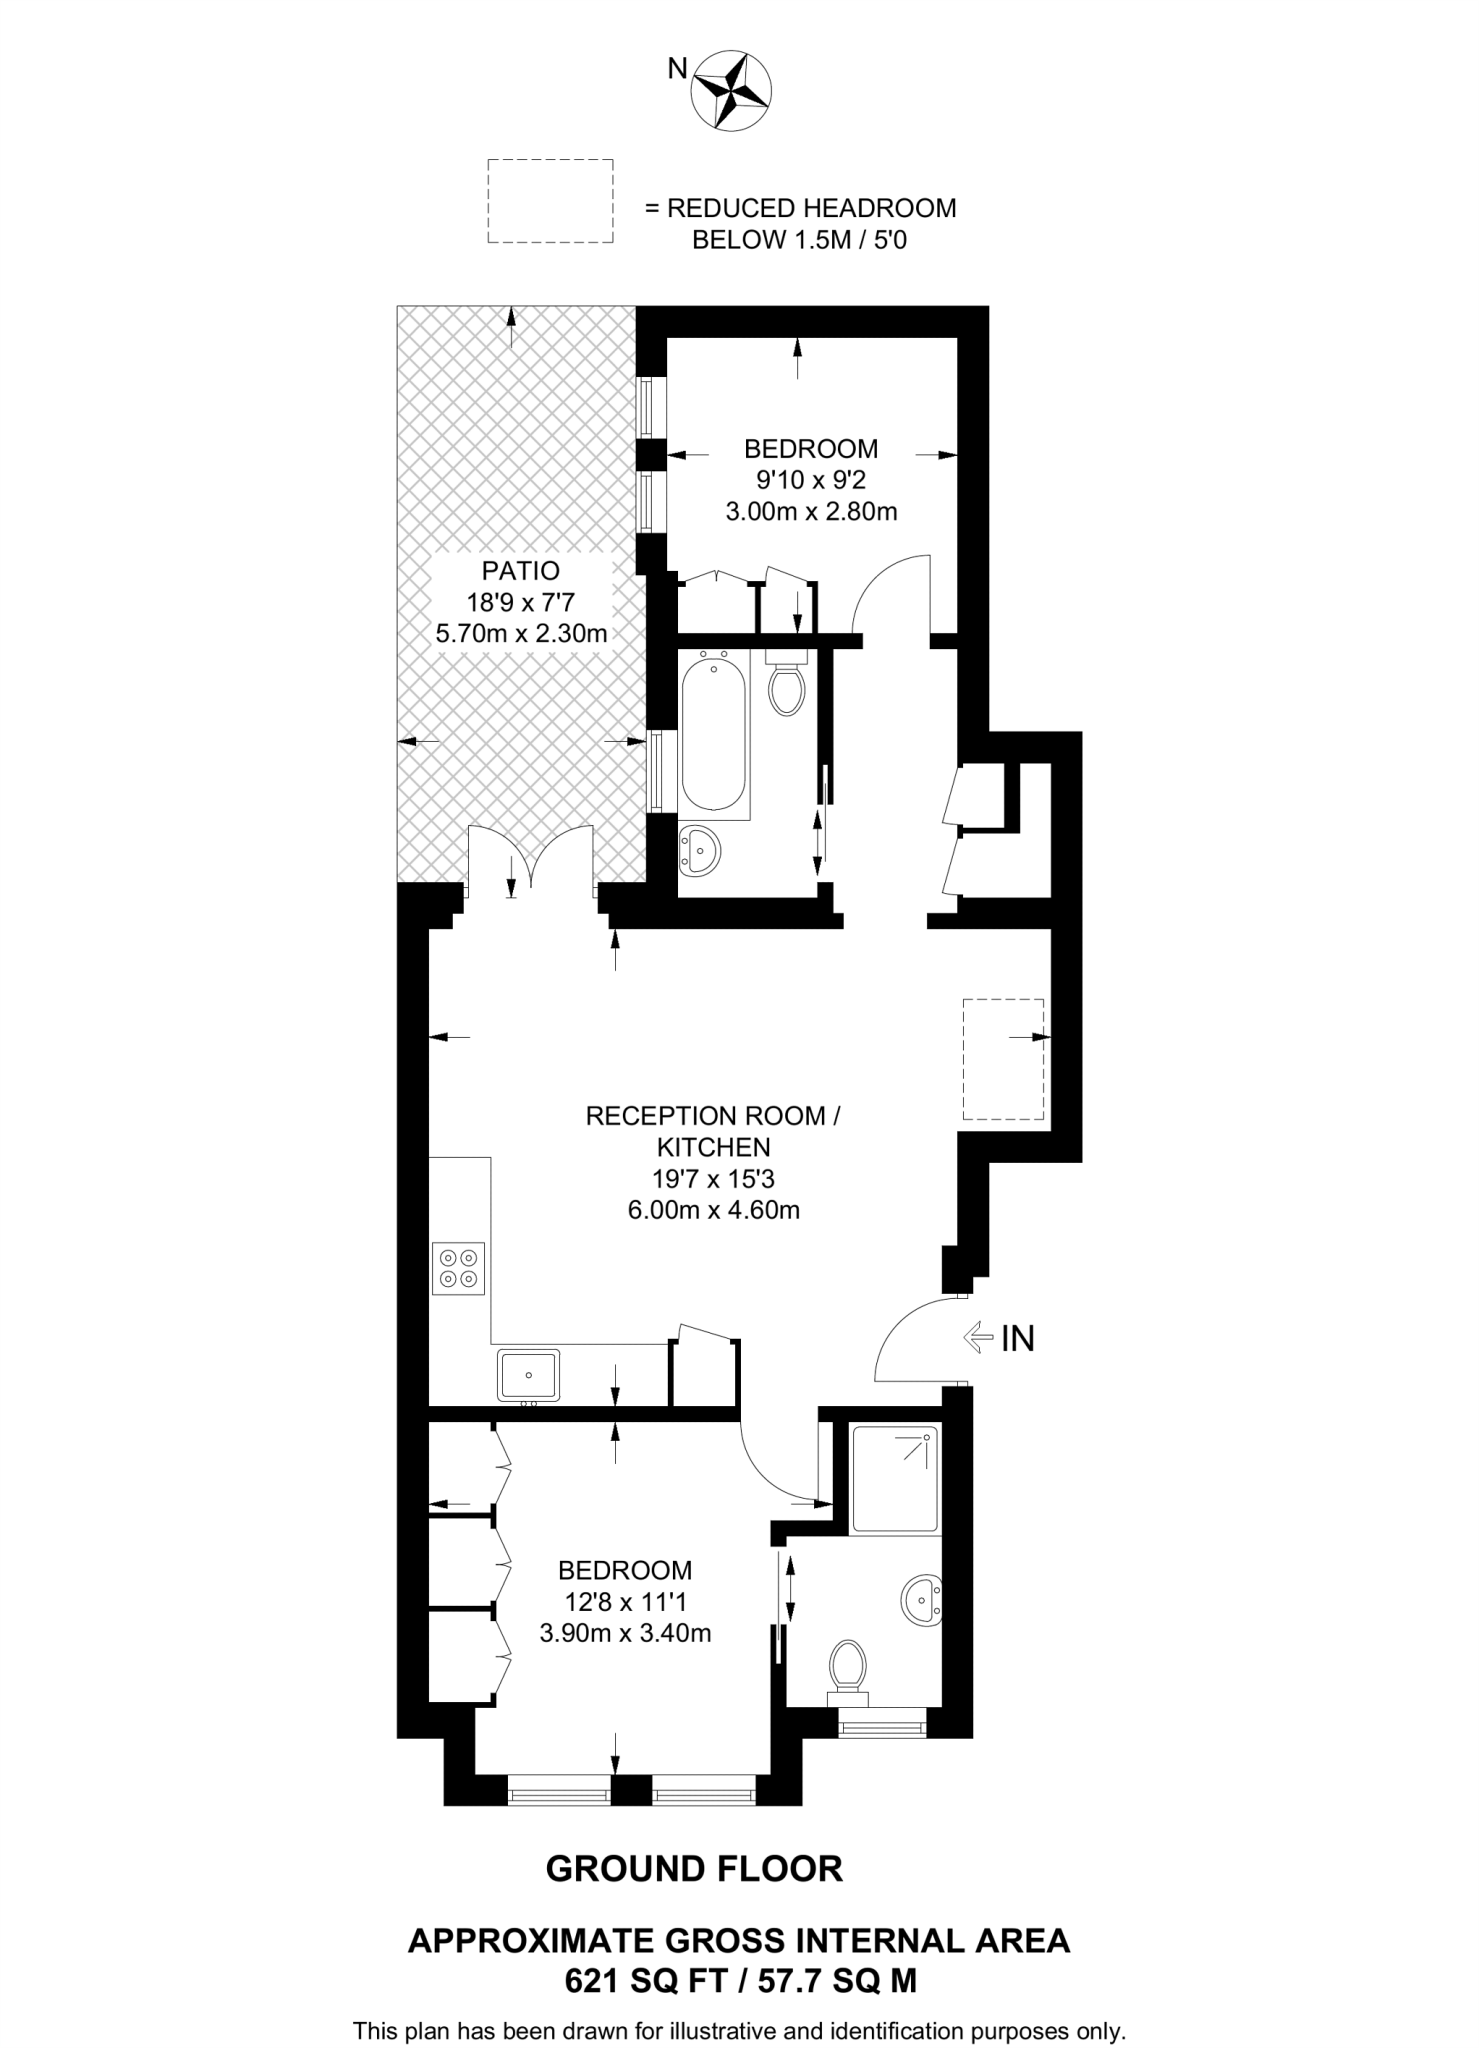 N
= REDUCED HEADROOM
BELOW 1.5M / 5'0
BEDROOM
9'10 x 9'2
3.00m x 2.80m
PATIO
18'9 x 7'7
5.70m x 2.30m
RECEPTION ROOM /
KITCHEN
19'7 x 15'3
6.00m x 4.60m
IN
BEDROOM
12'8 x 11'1
3.90m x 3.40m
GROUND FLOOR
APPROXIMATE GROSS INTERNAL AREA
621 SQ FT / 57.7 SQ M
This plan has been drawn for illustrative and identification purposes only.